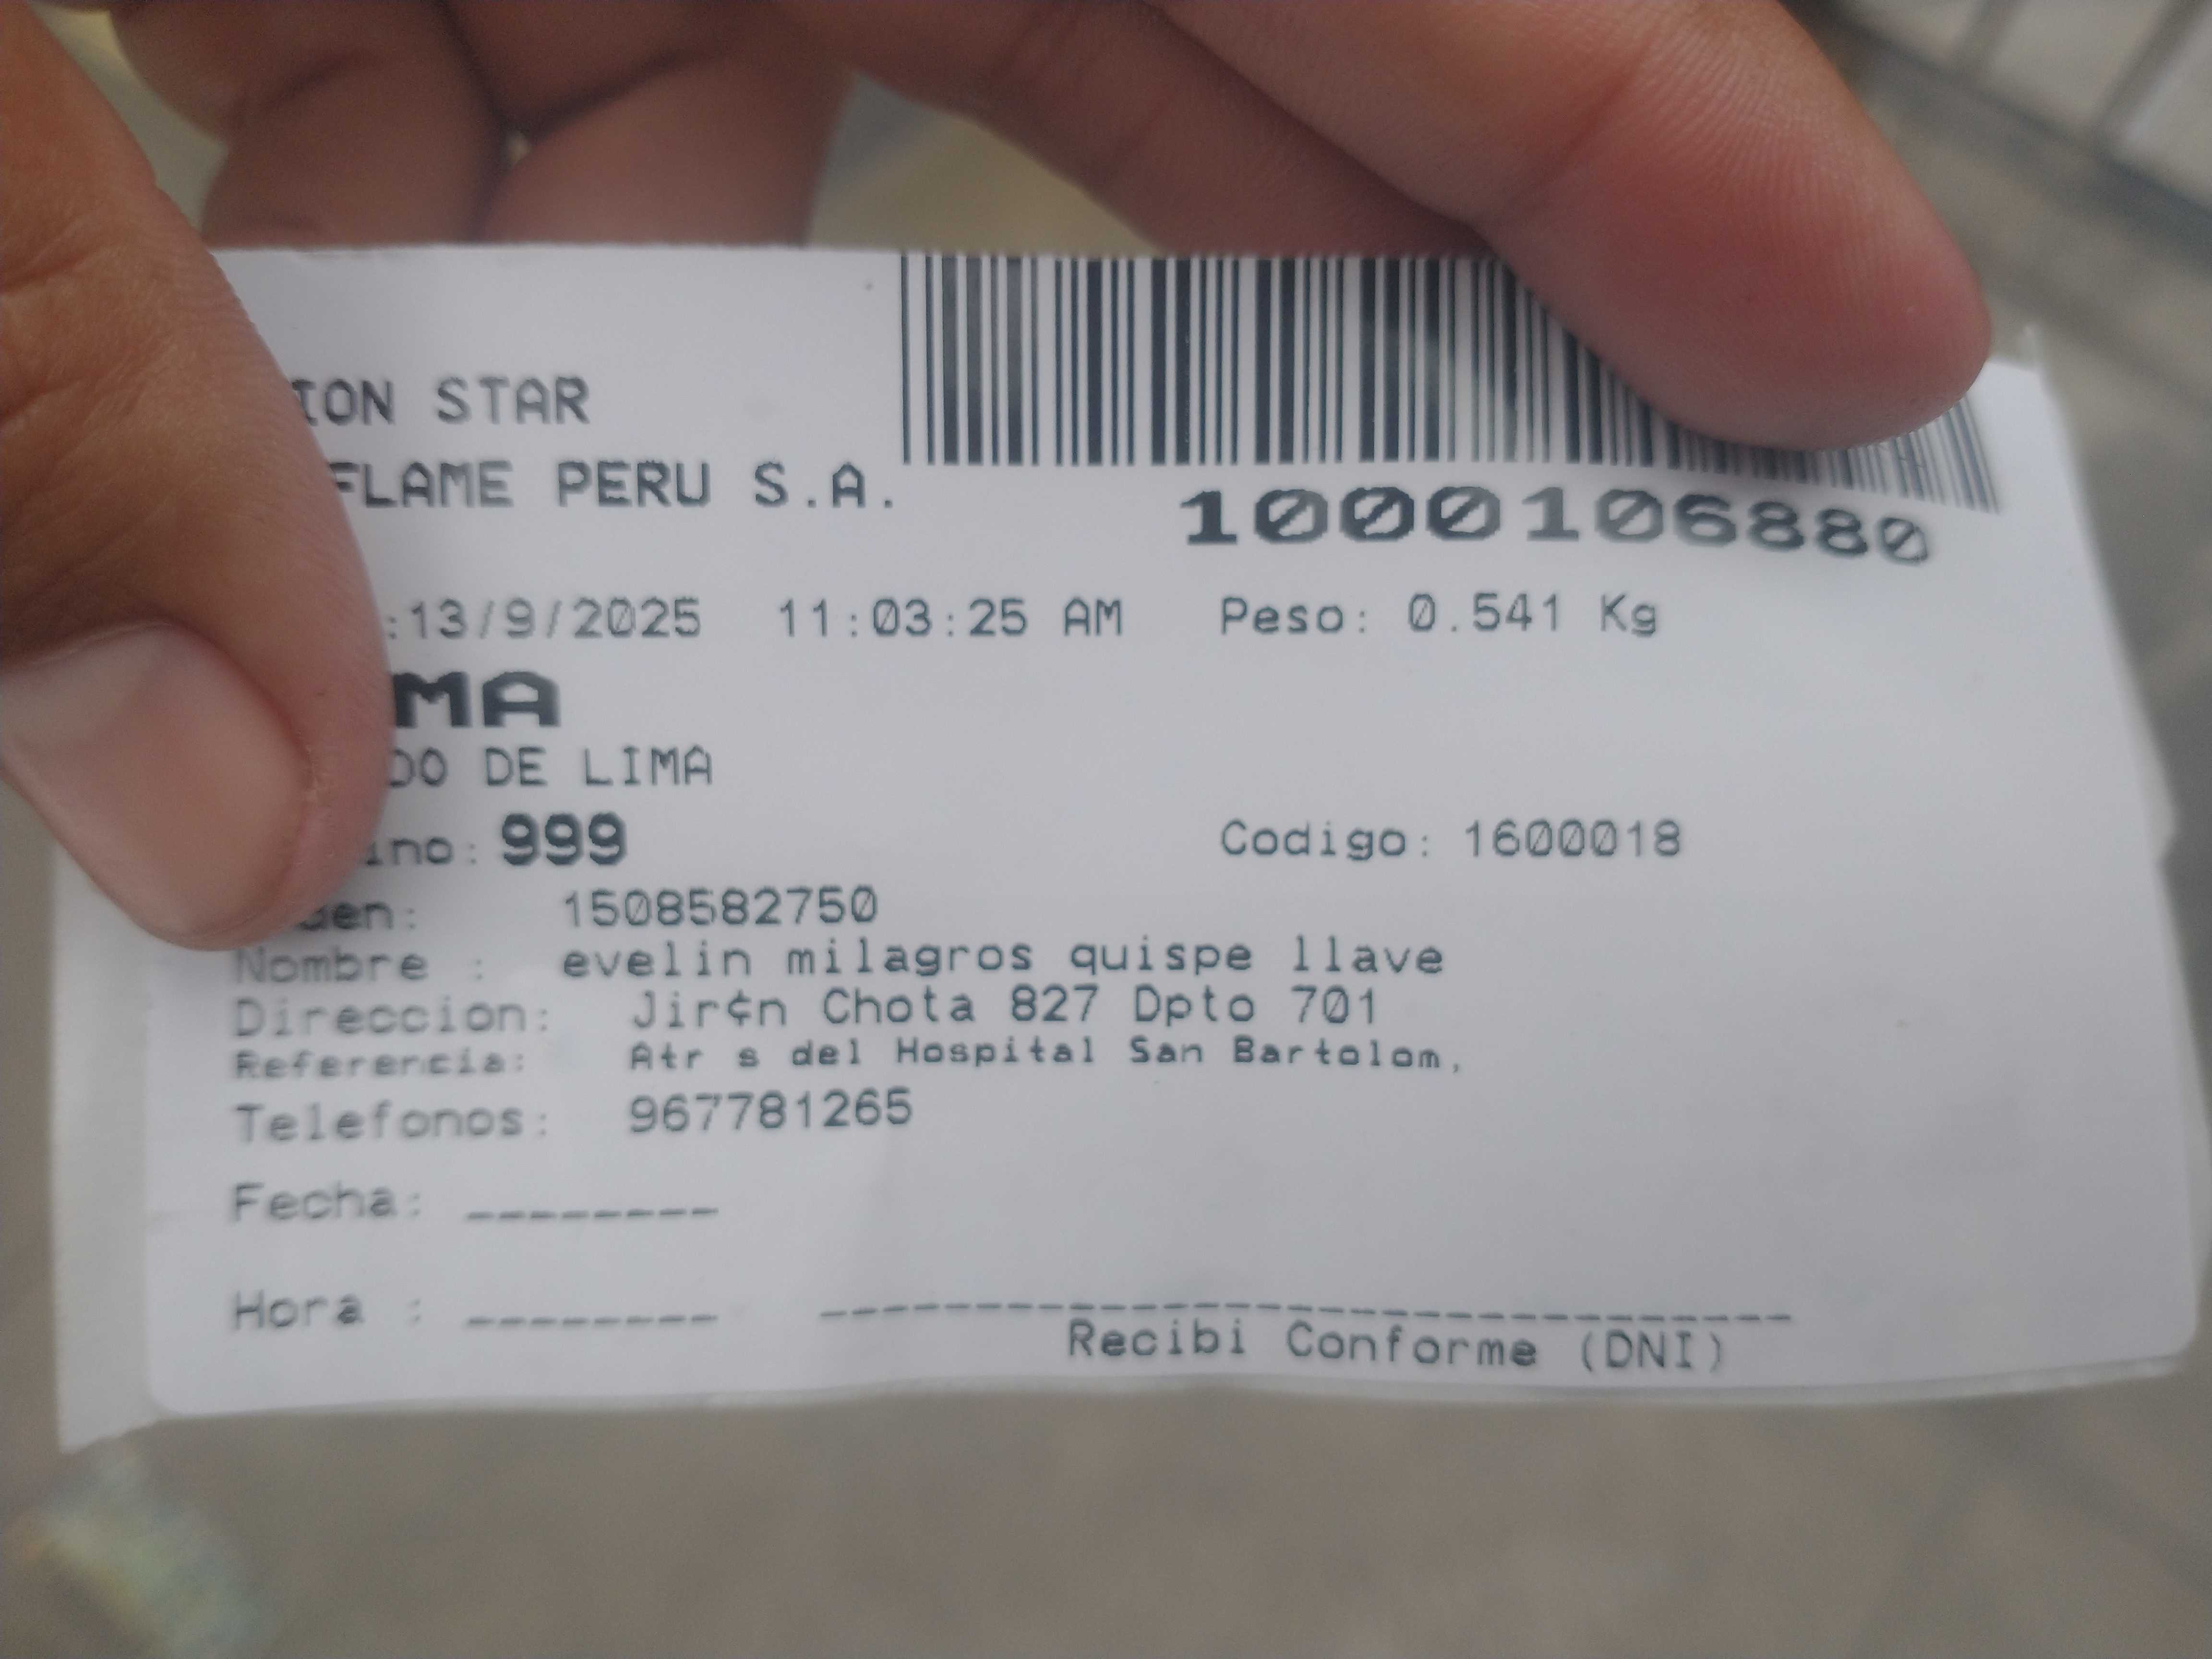 ION STAR
FLAME PERU S.A.
1000106880
:13/9/2025 11:03:25 AM Peso: 0.541 Kg
MA
DO DE LIMA
ino: 999 Codigo: 1600018
den: 1508582750
Nombre : evelin milagros quispe llave
Direccion: Jir¢n Chota 827 Dpto 701
Referencia: Atr s del Hospital San Bartolom,
Telefonos: 967781265
Fecha: ________
Hora : ________
Recibi Conforme (DNI)